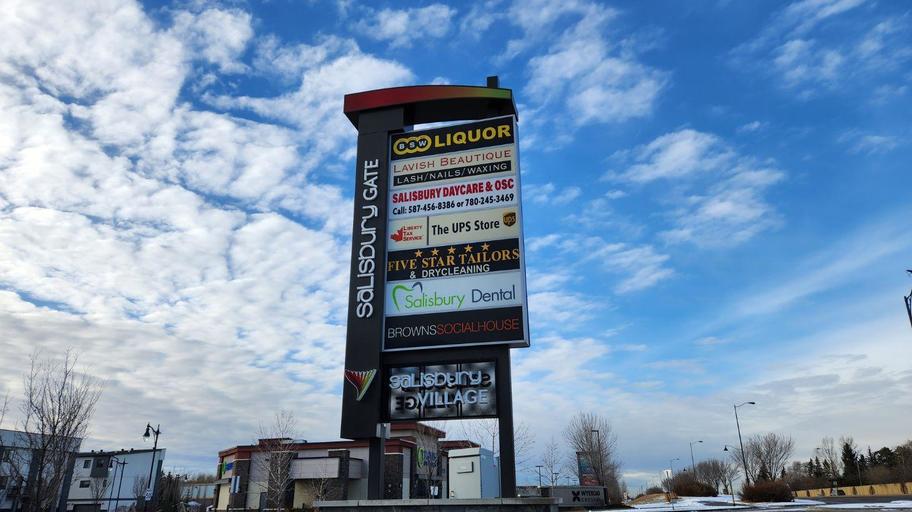 SALISBURY GATE
BSW LIQUOR
LAVISH BEAUTIQUE
LASH/NAILS/WAXING
SALISBURY DAYCARE & OSC
Call: 587-456-8386 or 780-245-3469
LIBERTY TAX SERVICE
The UPS Store
ups
FIVE STAR TAILORS
& DRYCLEANING
Salisbury Dental
BROWNSSOCIALHOUSE
SALISBURY
VILLAGE